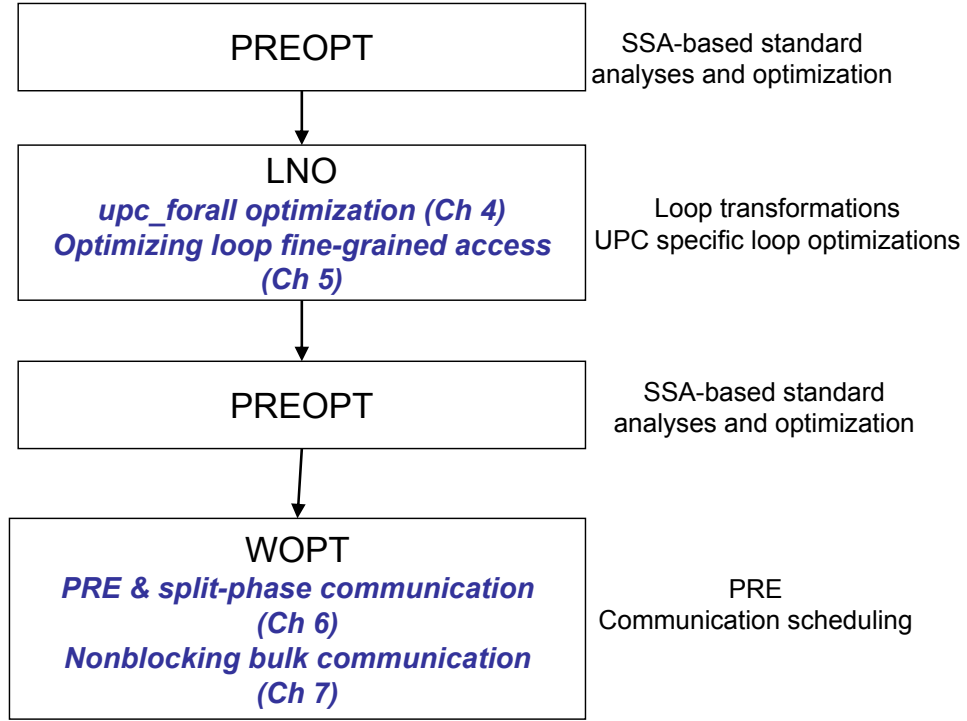 PREOPT
SSA-based standard
analyses and optimization
LNO
upc_forall optimization (Ch 4)
Optimizing loop fine-grained access
(Ch 5)
Loop transformations
UPC specific loop optimizations
PREOPT
SSA-based standard
analyses and optimization
WOPT
PRE & split-phase communication
(Ch 6)
Nonblocking bulk communication
(Ch 7)
PRE
Communication scheduling